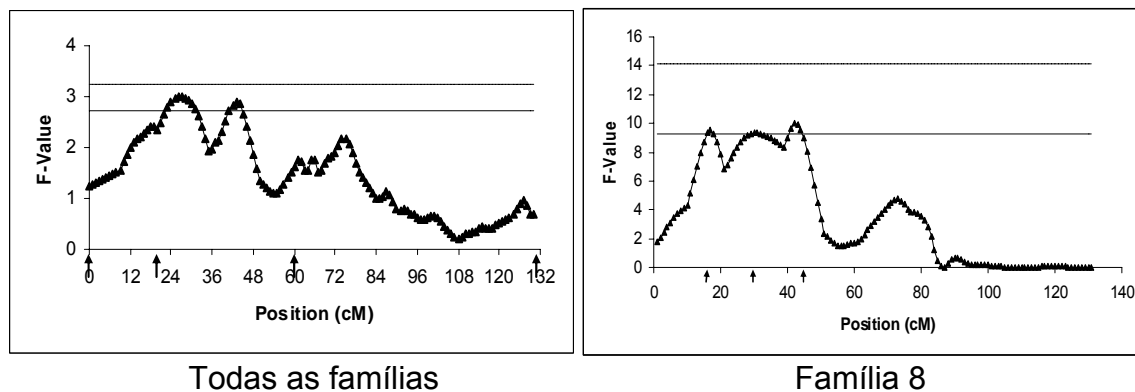 4
3
2
1
0
F-Value
0 12 24 36 48 60 72 84 96 108 120 132
Position (cM)
Todas as famílias
16
14
12
10
8
6
4
2
0
F-Value
0 20 40 60 80 100 120 140
Position (cM)
Família 8